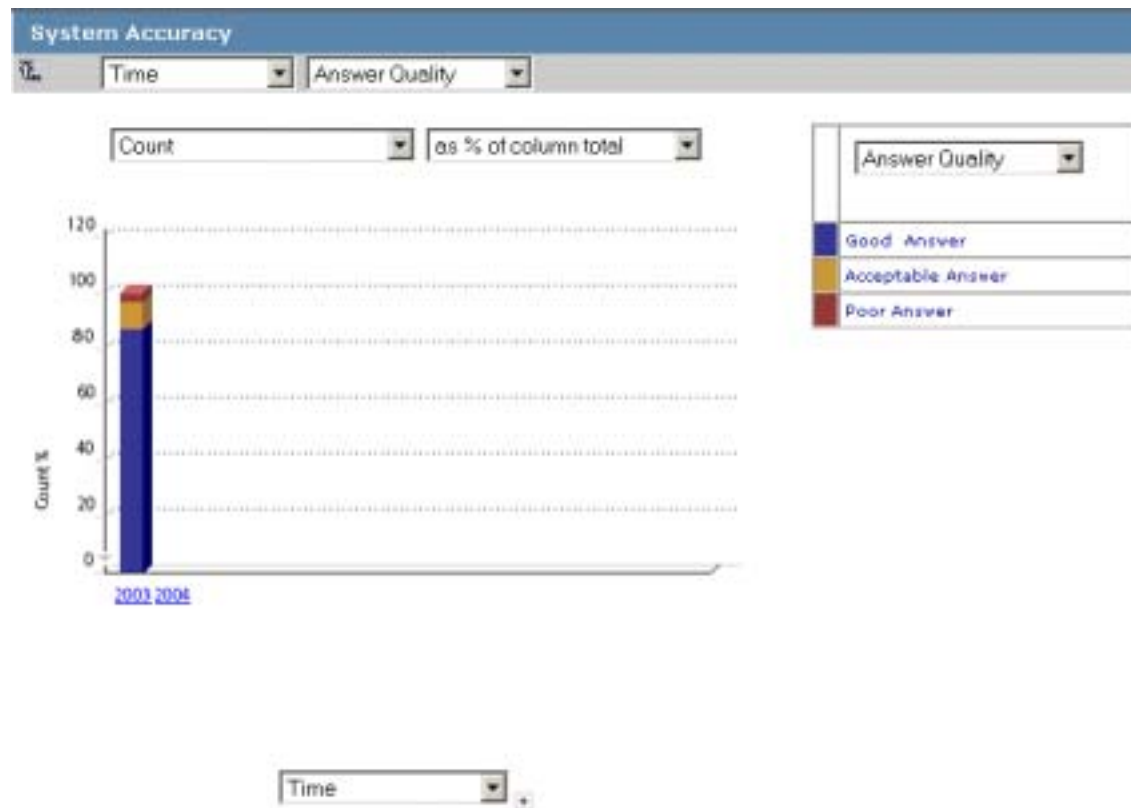 System Accuracy
Time Answer Quality
Count as % of column total
Answer Quality
Good Answer
Acceptable Answer
Poor Answer
120
100
80
60
40
20
0
Count %
2003 2004
Time